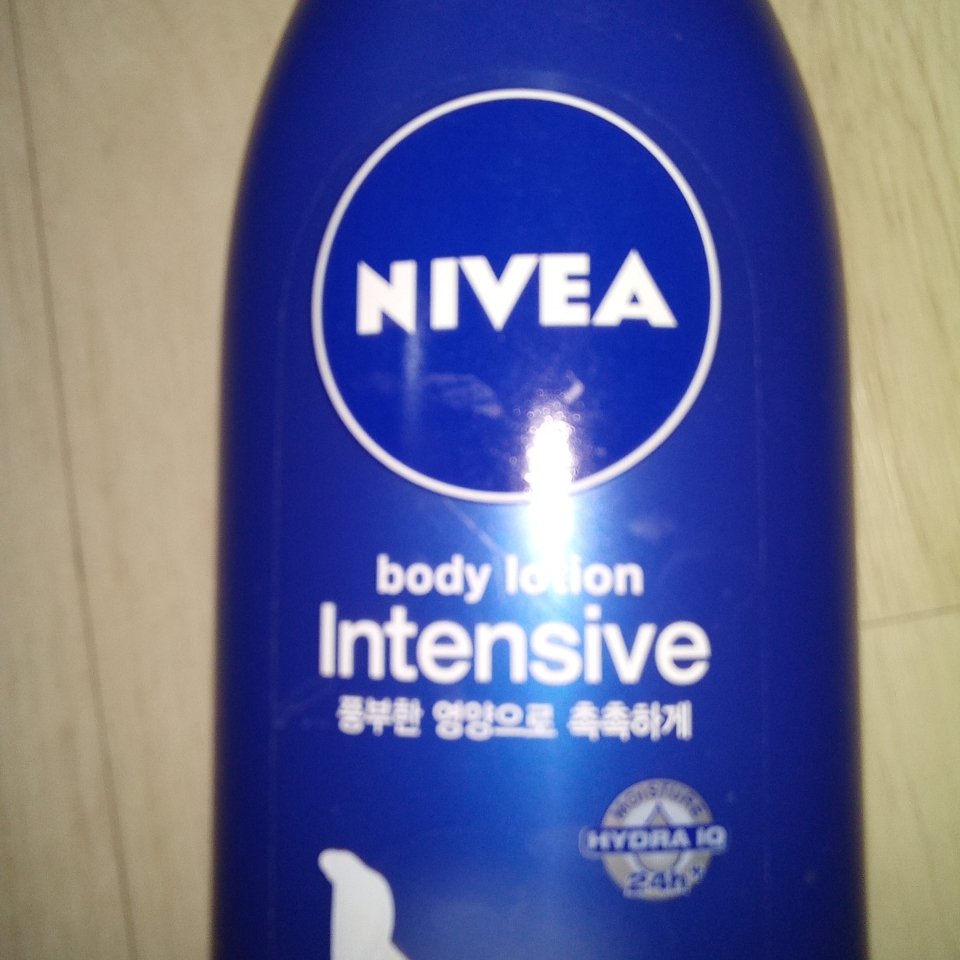 NIVEA
body lotion
Intensive
풍부한 영양으로 촉촉하게
MOISTURE
HYDRA IQ
24h+